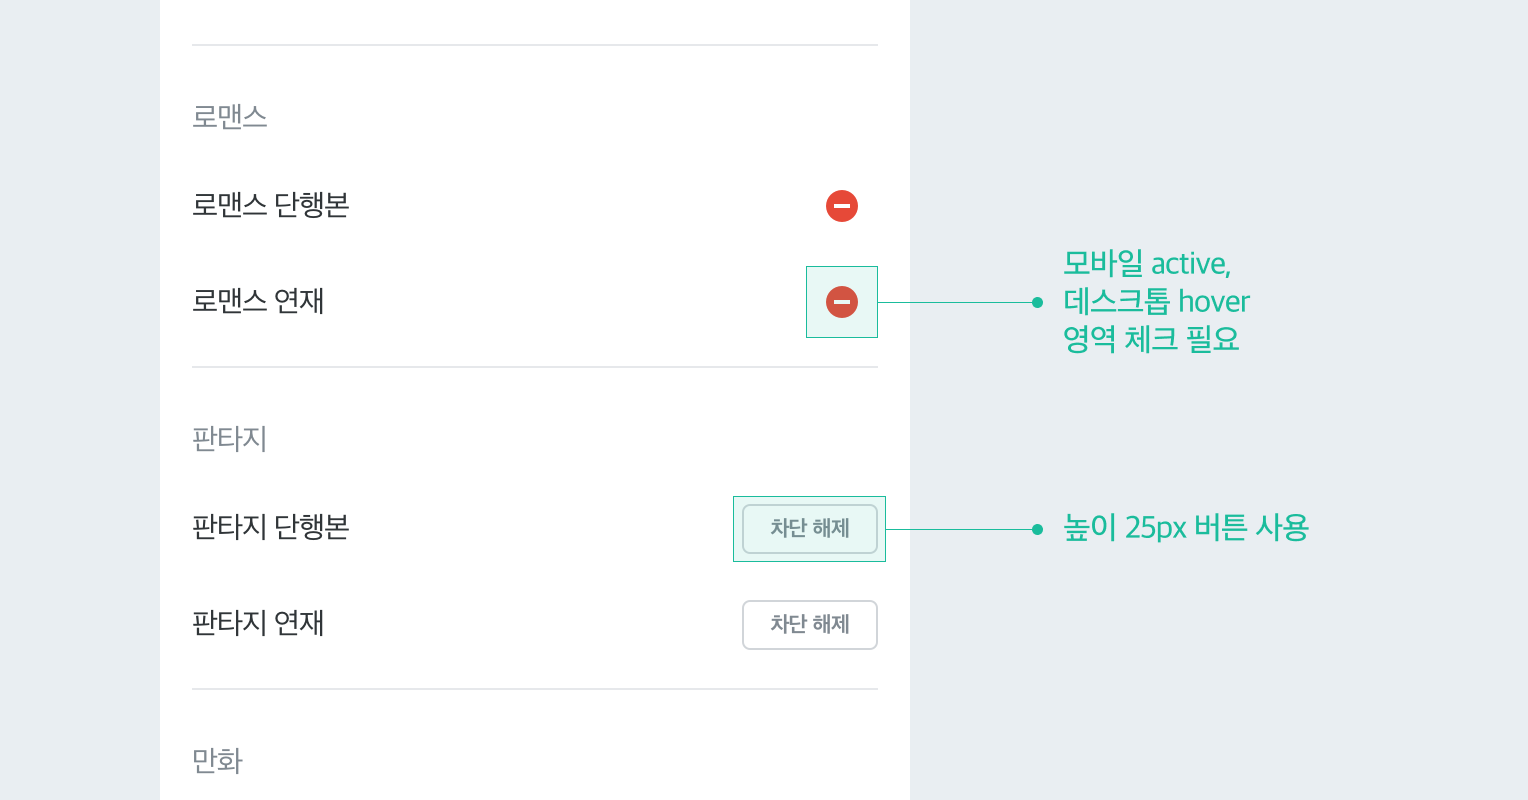 로맨스
로맨스 단행본
로맨스 연재
모바일 active,
데스크톱 hover
영역 체크 필요
판타지
판타지 단행본
차단 해제
높이 25px 버튼 사용
판타지 연재
차단 해제
만화